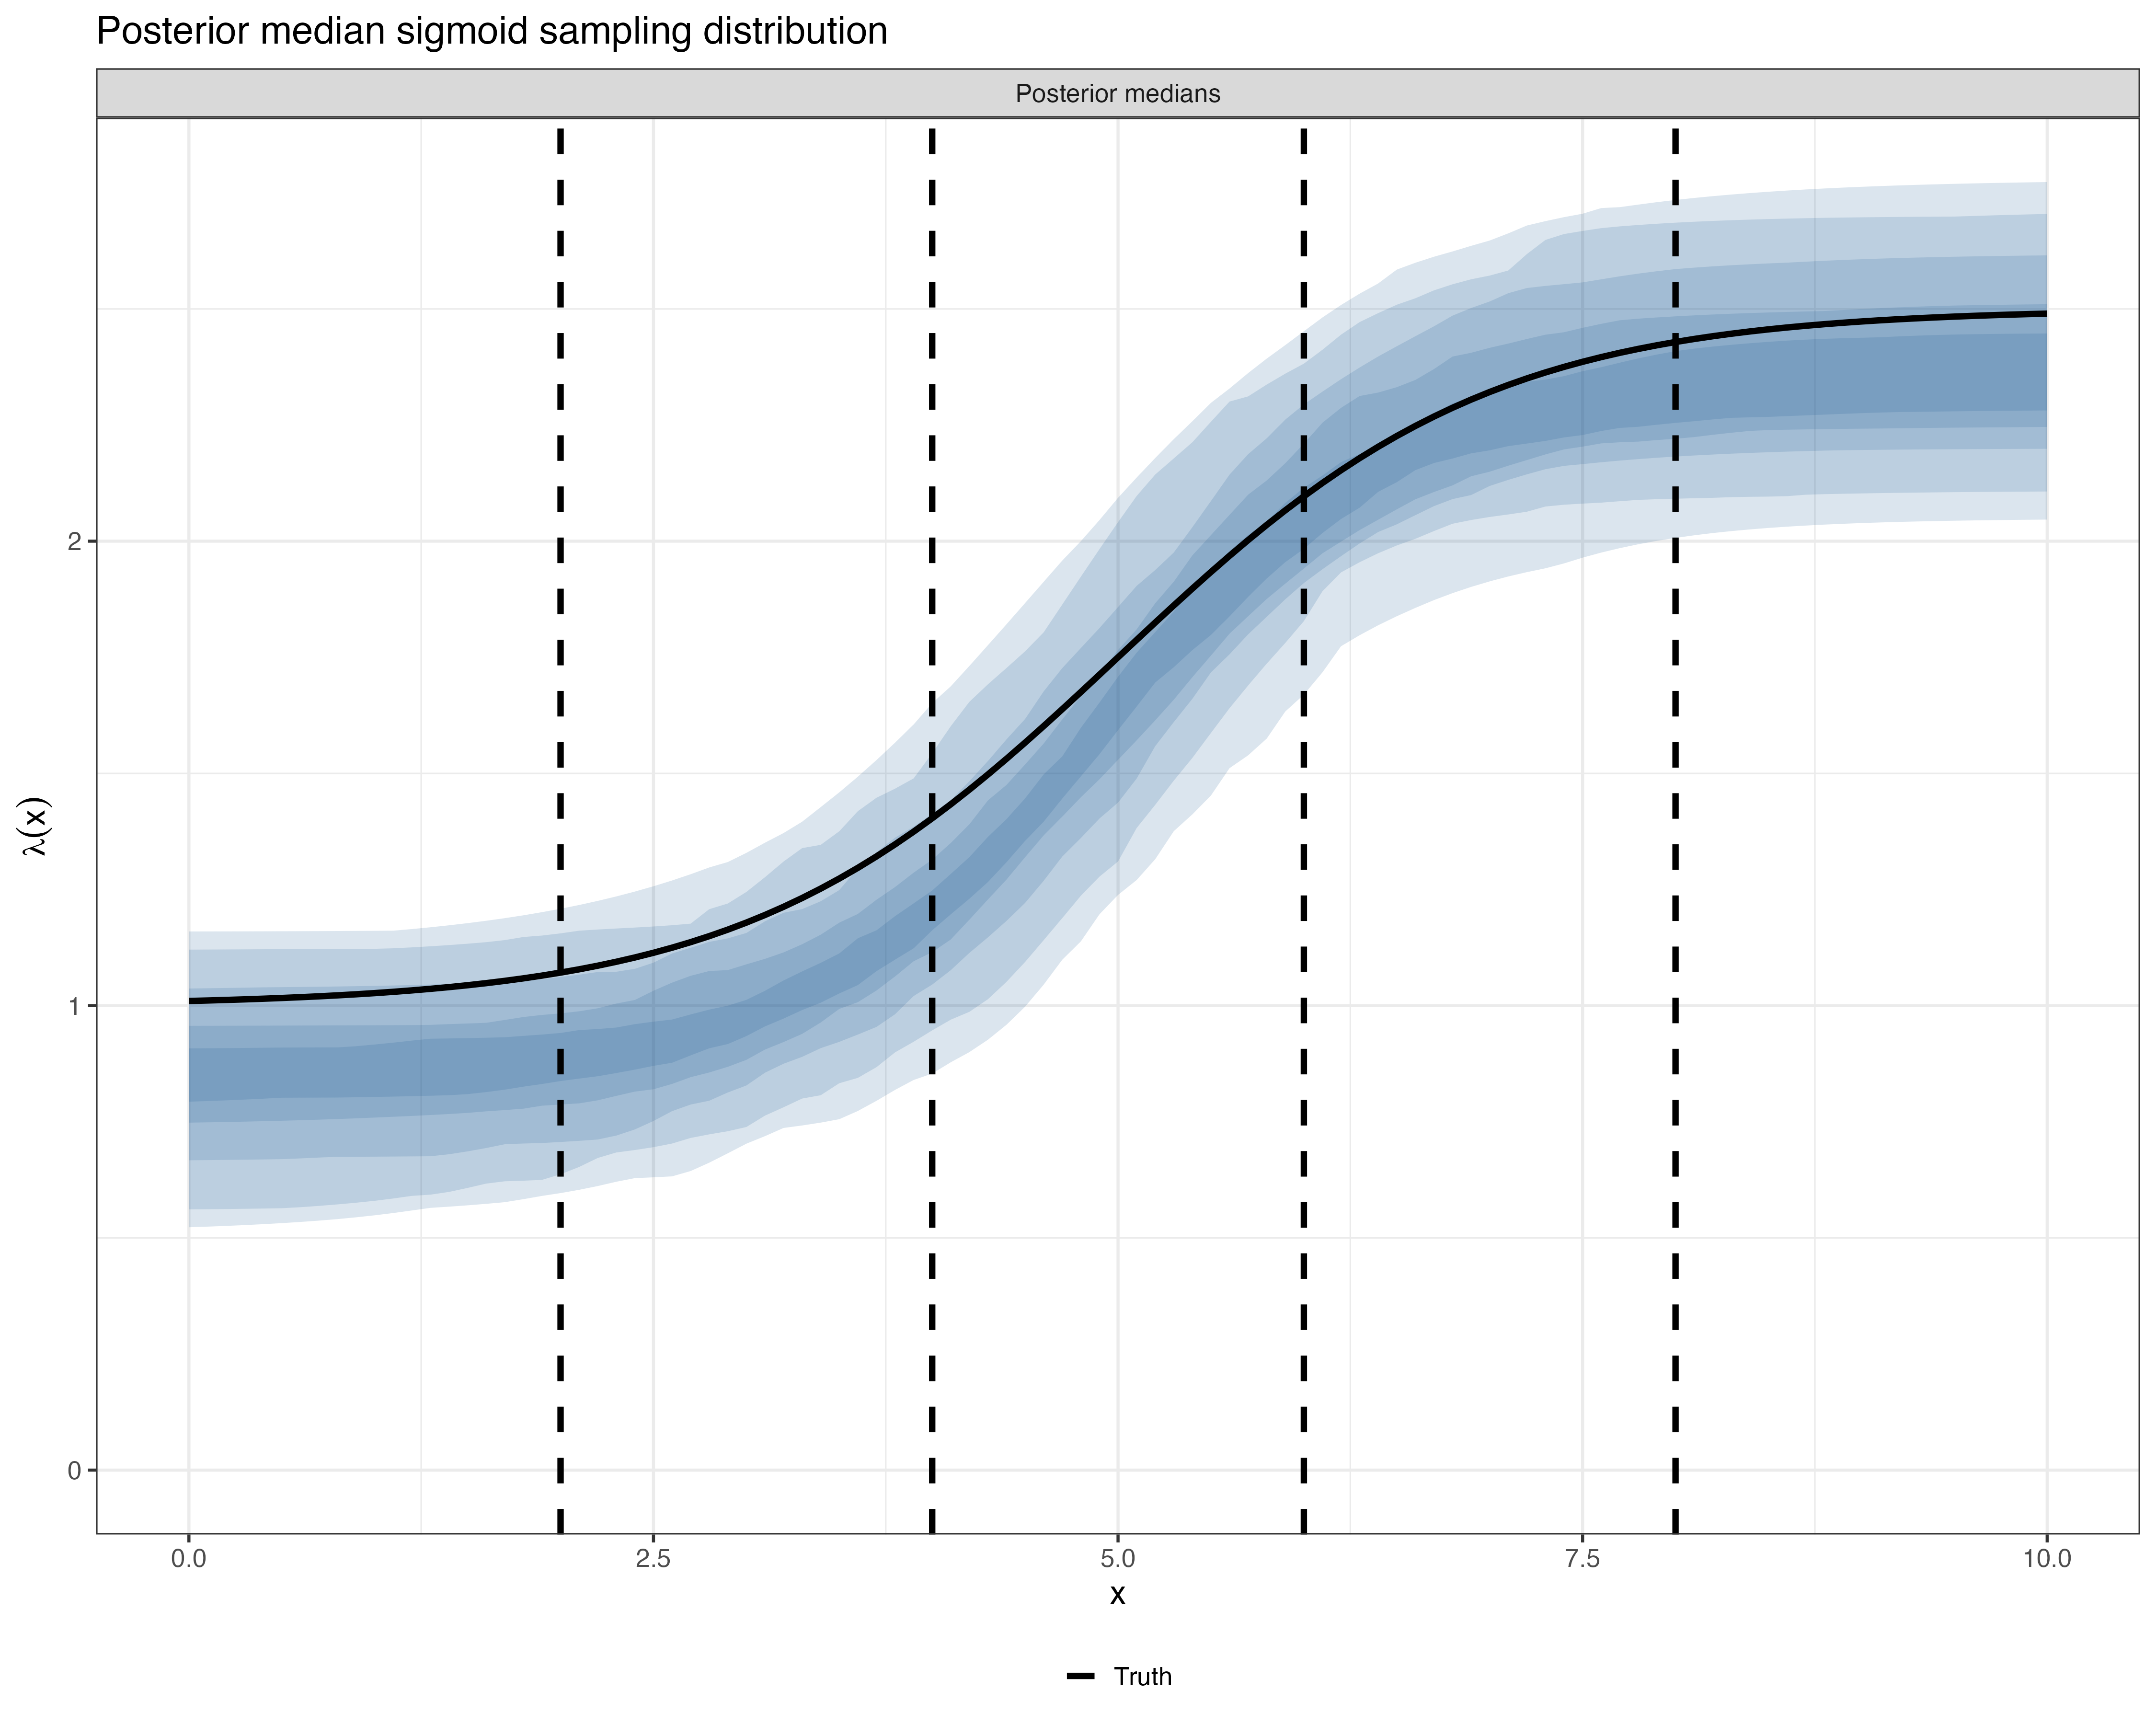 Posterior median sigmoid sampling distribution
Posterior medians
λ(x)
2
1
0
0.0 2.5 5.0 7.5 10.0
x
Truth